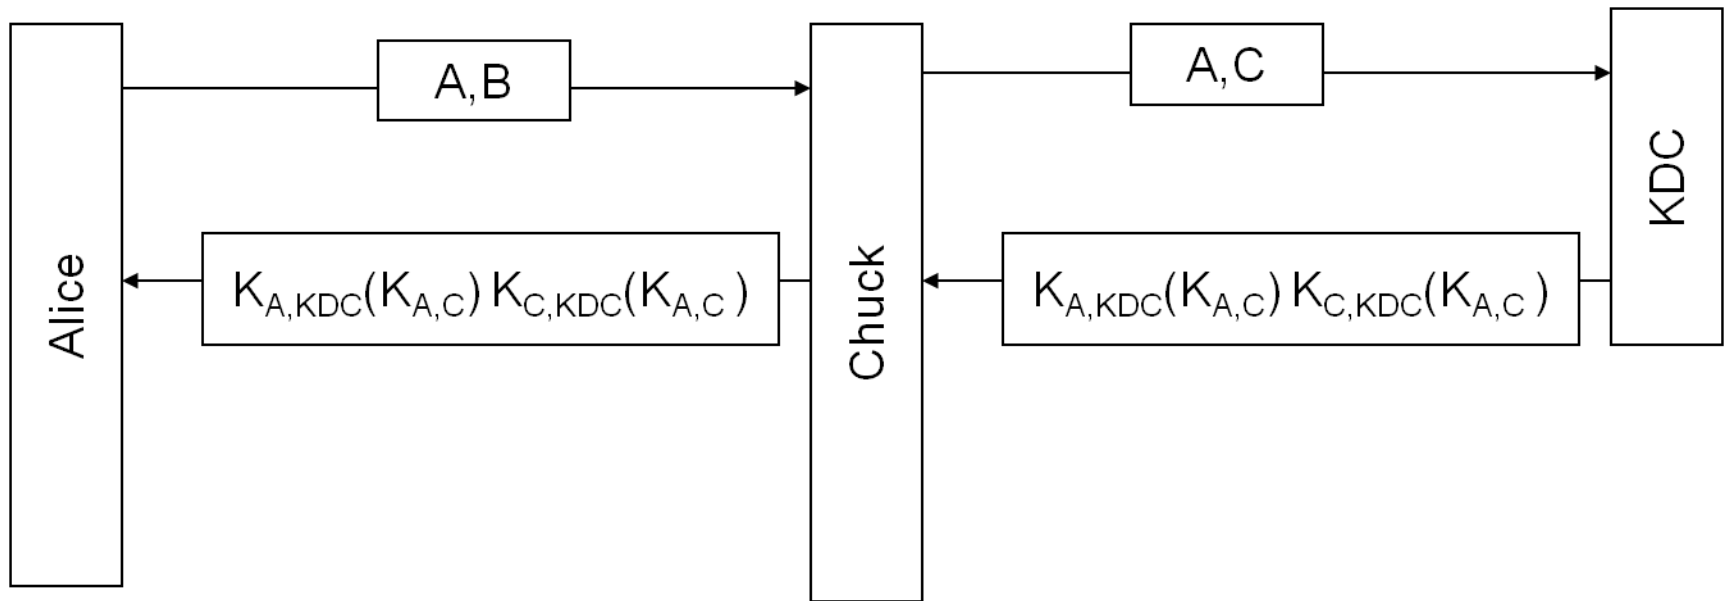 A,B
A,C
Alice
Chuck
KDC
K_{A,KDC}(K_{A,C}) K_{C,KDC}(K_{A,C} )
K_{A,KDC}(K_{A,C}) K_{C,KDC}(K_{A,C} )